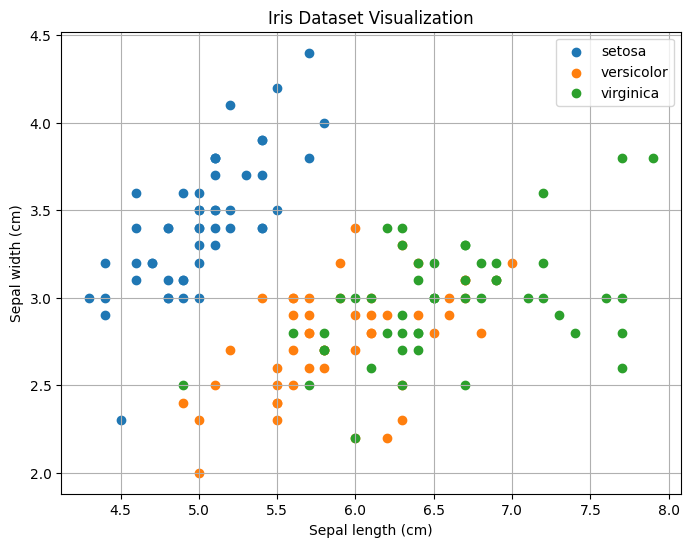 Iris Dataset Visualization
setosa
versicolor
virginica
4.5
4.0
3.5
3.0
2.5
2.0
Sepal width (cm)
4.5 5.0 5.5 6.0 6.5 7.0 7.5 8.0
Sepal length (cm)